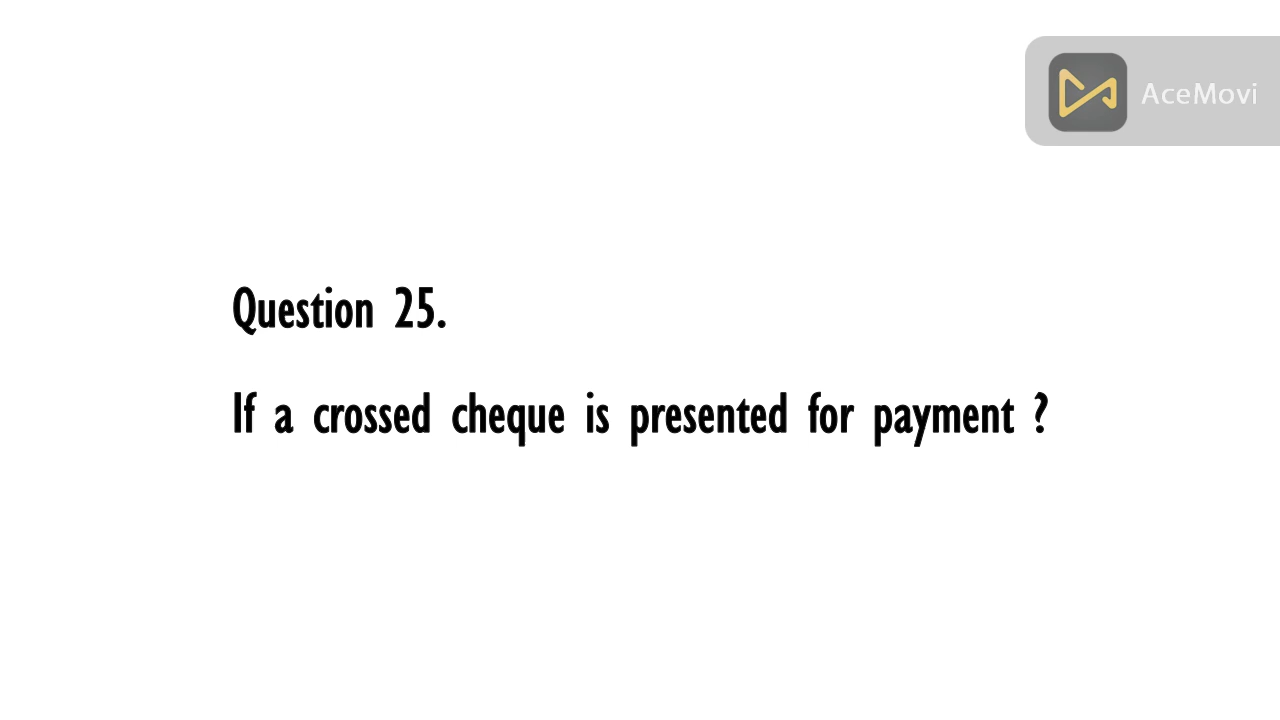 AceMovi
Question 25.
If a crossed cheque is presented for payment ?